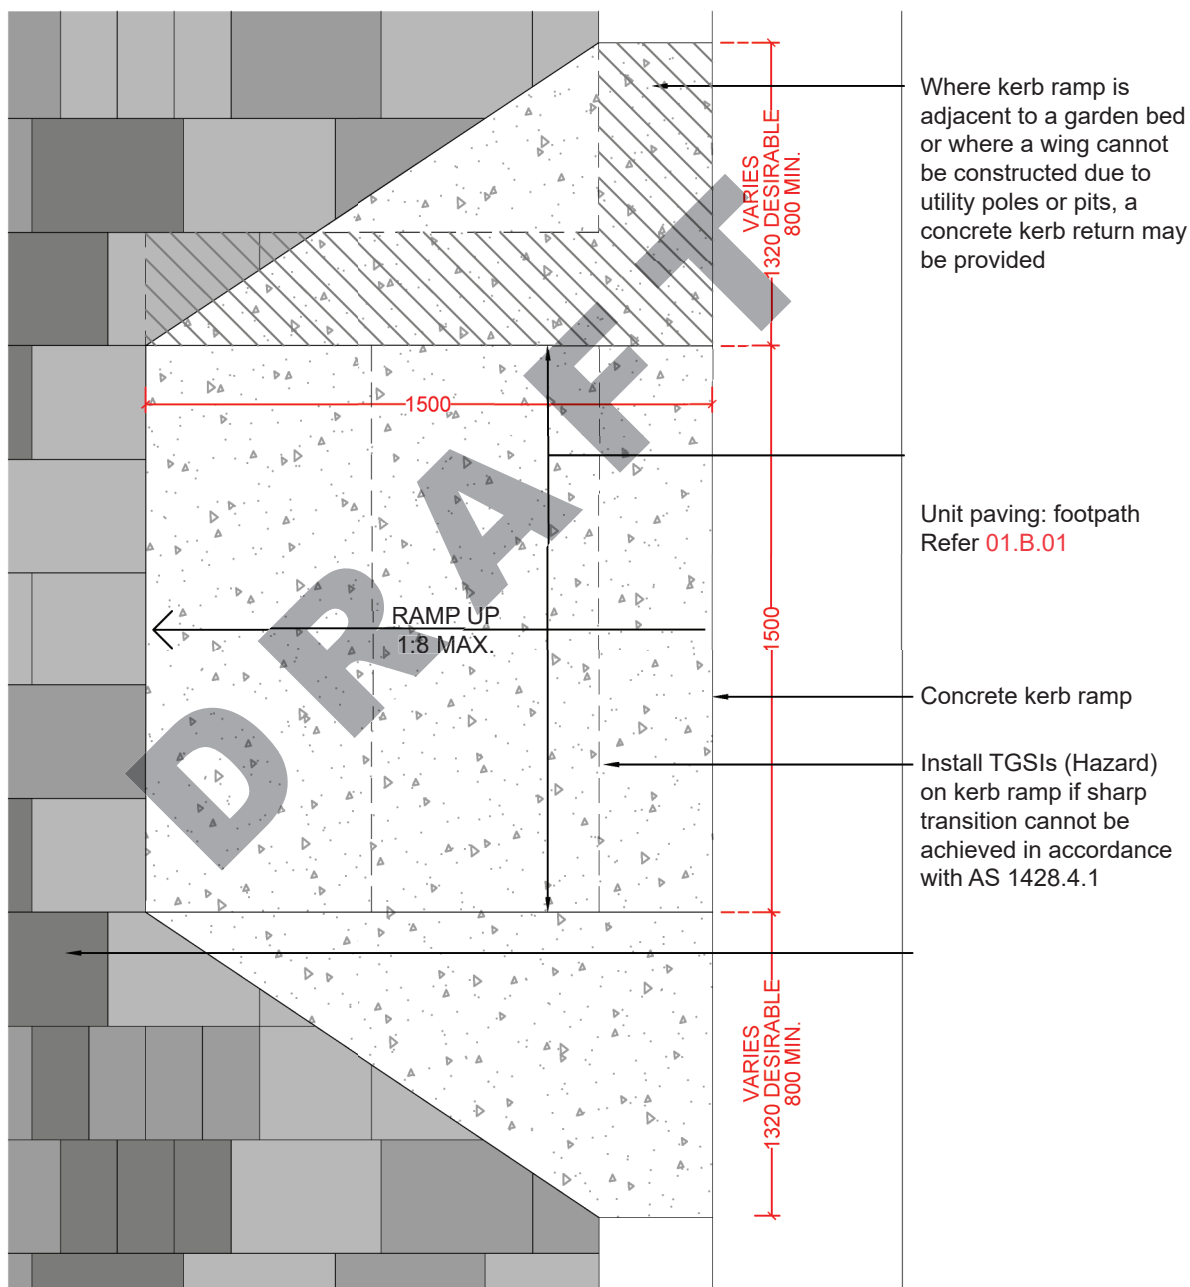 Where kerb ramp is
adjacent to a garden bed
or where a wing cannot
be constructed due to
utility poles or pits, a
concrete kerb return may
be provided
VARIES
1320 DESIRABLE
800 MIN.
1500
Unit paving: footpath
Refer 01.B.01
RAMP UP
1:8 MAX.
1500
Concrete kerb ramp
Install TGSIs (Hazard)
on kerb ramp if sharp
transition cannot be
achieved in accordance
with AS 1428.4.1
VARIES
1320 DESIRABLE
800 MIN.
DRAFT